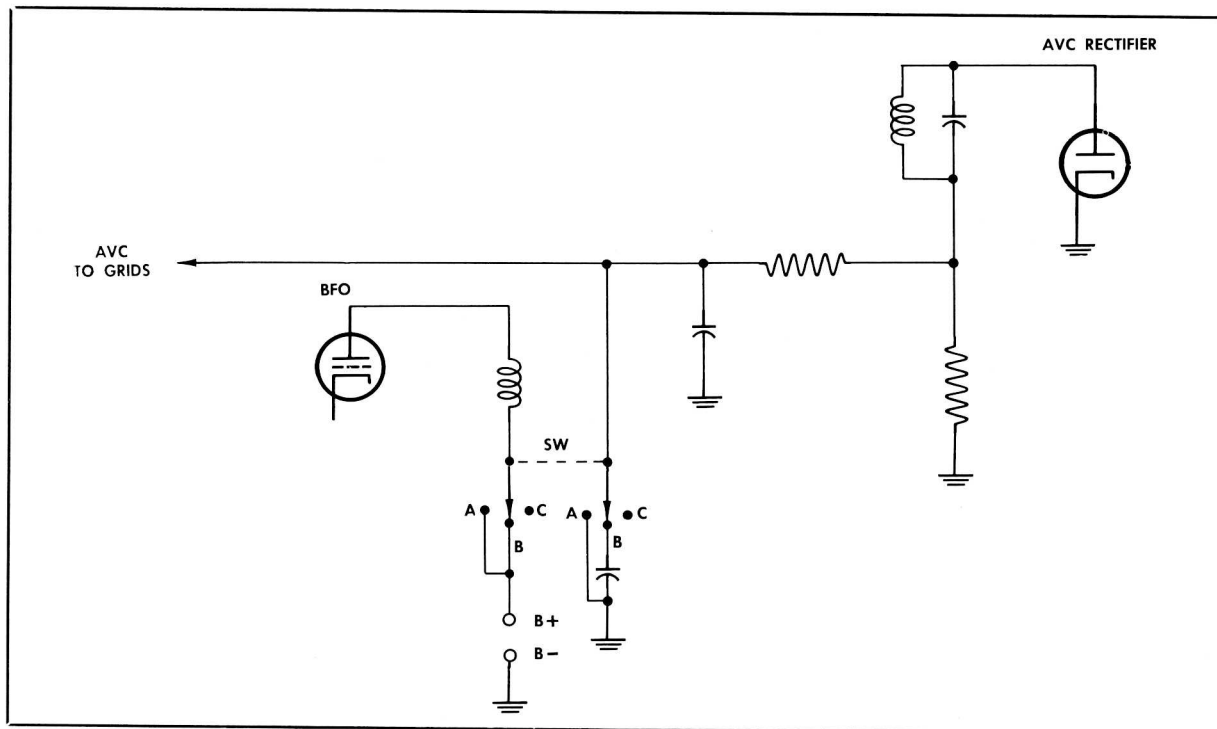 AVC RECTIFIER
AVC
TO GRIDS
BFO
SW
A
C
B
A
C
B
B+
B−